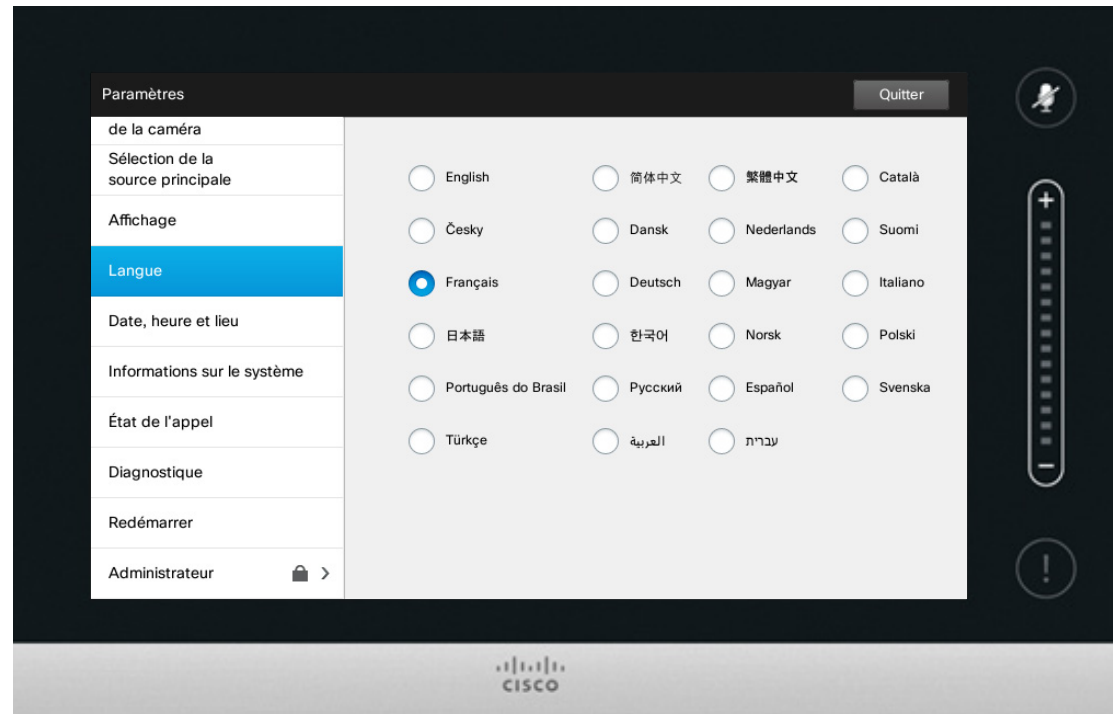 Paramètres
Quitter
de la caméra
Sélection de la
source principale
Affichage
Langue
Date, heure et lieu
Informations sur le système
État de l'appel
Diagnostique
Redémarrer
Administrateur
English 简体中文 繁體中文 Català
Česky Dansk Nederlands Suomi
Français Deutsch Magyar Italiano
日本語 한국어 Norsk Polski
Português do Brasil Русский Español Svenska
Türkçe العربية עברית
CISCO